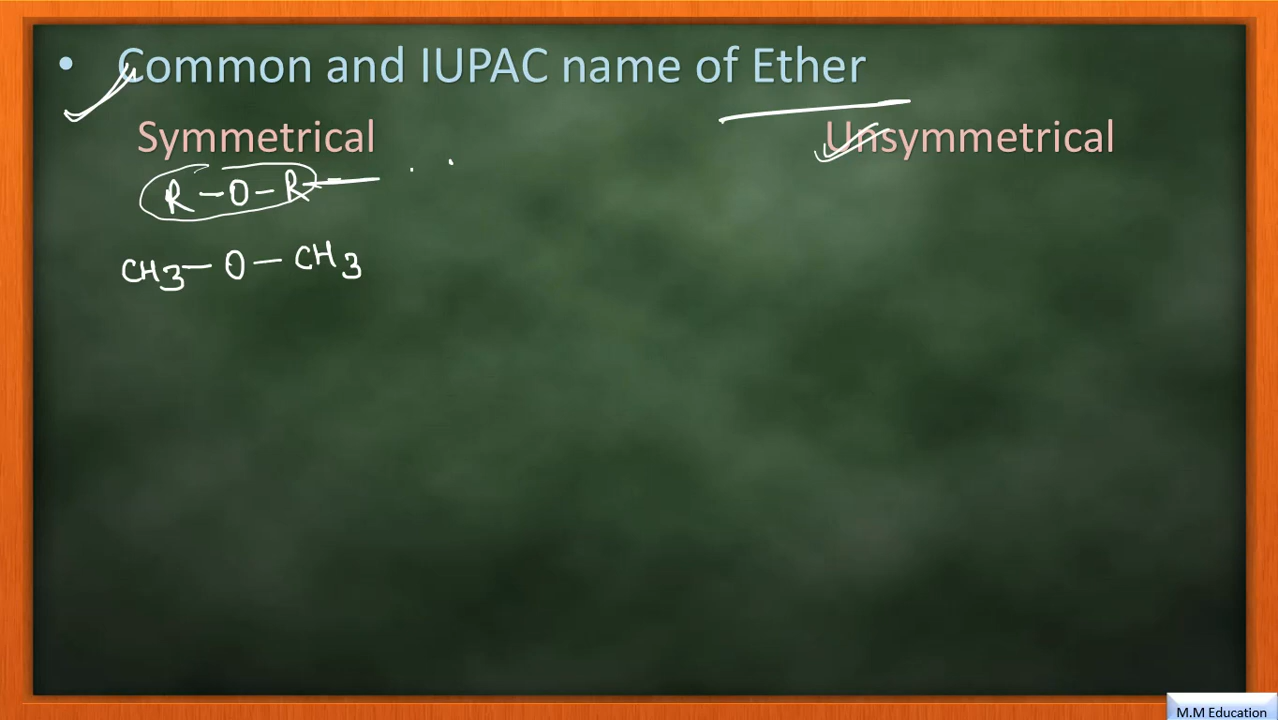 • Common and IUPAC name of Ether
Symmetrical
Unsymmetrical
R-O-R
CH3-O-CH3
M.M Education